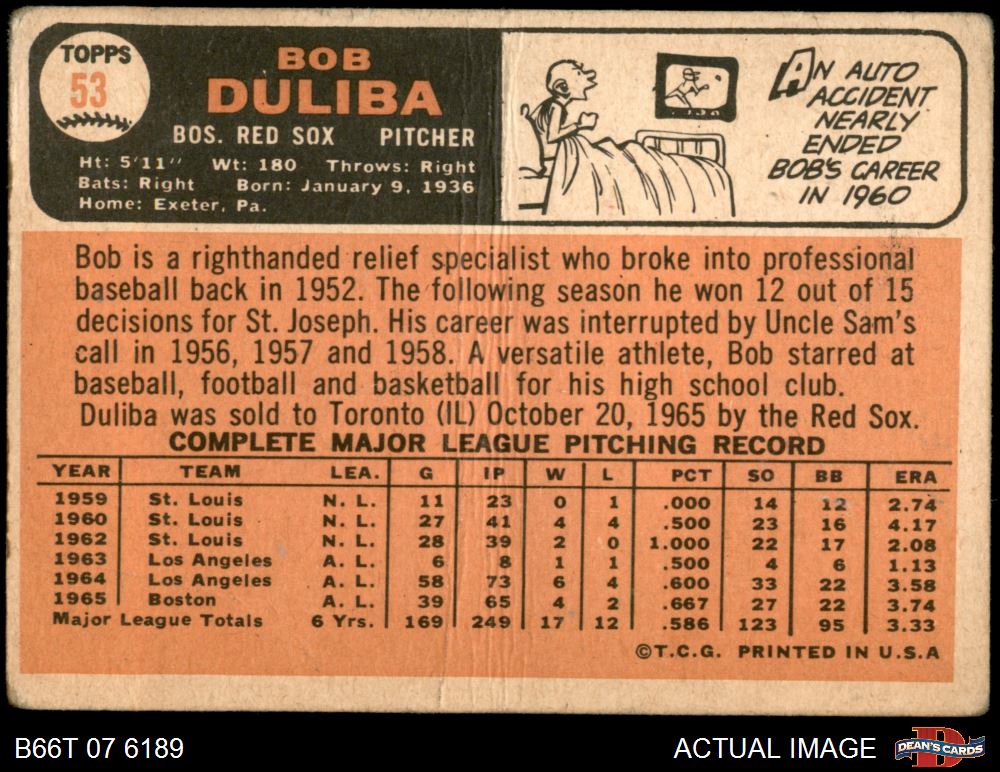 TOPPS
53
BOB
DULIBA
BOS. RED SOX PITCHER
Ht: 5'11" Wt: 180 Throws: Right
Bats: Right Born: January 9, 1936
Home: Exeter, Pa.
AN AUTO
ACCIDENT
NEARLY
ENDED
BOB'S CAREER
IN 1960
Bob is a righthanded relief specialist who broke into professional
baseball back in 1952. The following season he won 12 out of 15
decisions for St. Joseph. His career was interrupted by Uncle Sam's
call in 1956, 1957 and 1958. A versatile athlete, Bob starred at
baseball, football and basketball for his high school club.
Duliba was sold to Toronto (IL) October 20, 1965 by the Red Sox.
COMPLETE MAJOR LEAGUE PITCHING RECORD
YEAR TEAM LEA. G IP W L PCT SO BB ERA
1959 St. Louis N. L. 11 23 0 1 .000 14 12 2.74
1960 St. Louis N. L. 27 41 4 4 .500 23 16 4.17
1962 St. Louis N. L. 28 39 2 0 1.000 22 17 2.08
1963 Los Angeles A. L. 6 8 1 1 .500 4 6 1.13
1964 Los Angeles A. L. 58 73 6 4 .600 33 22 3.58
1965 Boston A. L. 39 65 4 2 .667 27 22 3.74
Major League Totals 6 Yrs. 169 249 17 12 .586 123 95 3.33
©T.C.G. PRINTED IN U.S.A
B66T 07 6189
ACTUAL IMAGE
D
DEAN'S CARDS